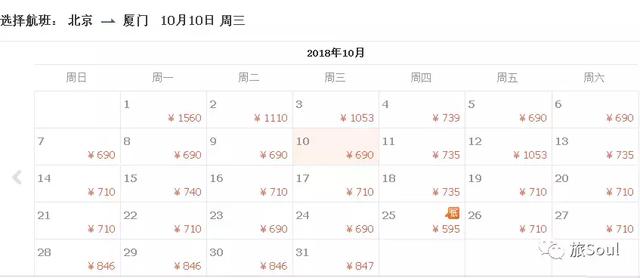 选择航班： 北京 → 厦门 10月10日 周三
2018年10月
周日 周一 周二 周三 周四 周五 周六
1 2 3 4 5 6
¥1560 ¥1110 ¥1053 ¥739 ¥690 ¥690
7 8 9 10 11 12 13
¥690 ¥690 ¥690 ¥690 ¥735 ¥1053 ¥735
14 15 16 17 18 19 20
¥710 ¥740 ¥710 ¥710 ¥735 ¥710 ¥710
21 22 23 24 25 低 26 27
¥710 ¥710 ¥690 ¥690 ¥595 ¥710 ¥710
28 29 30 31
¥846 ¥846 ¥846 ¥847
旅Soul